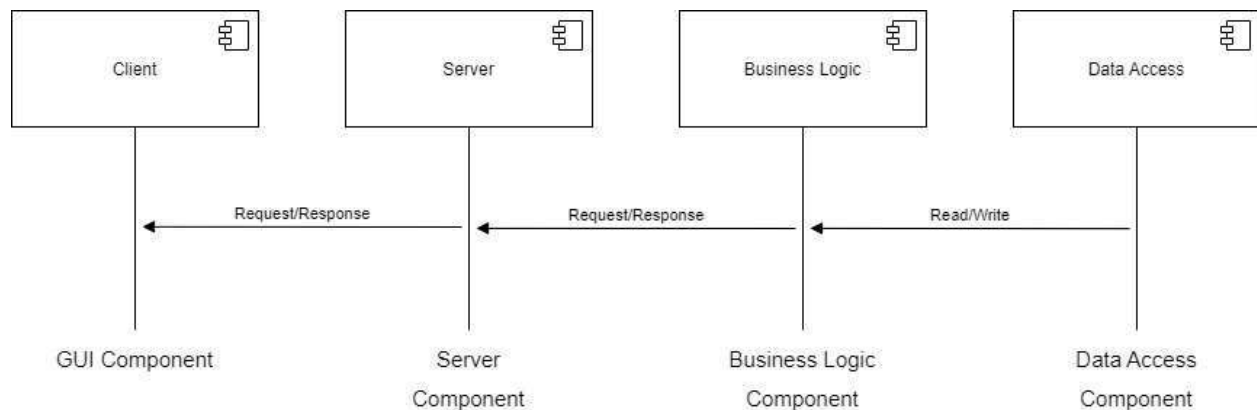 Client
Server
Business Logic
Data Access
Request/Response
Request/Response
Read/Write
GUI Component
Server
Component
Business Logic
Component
Data Access
Component